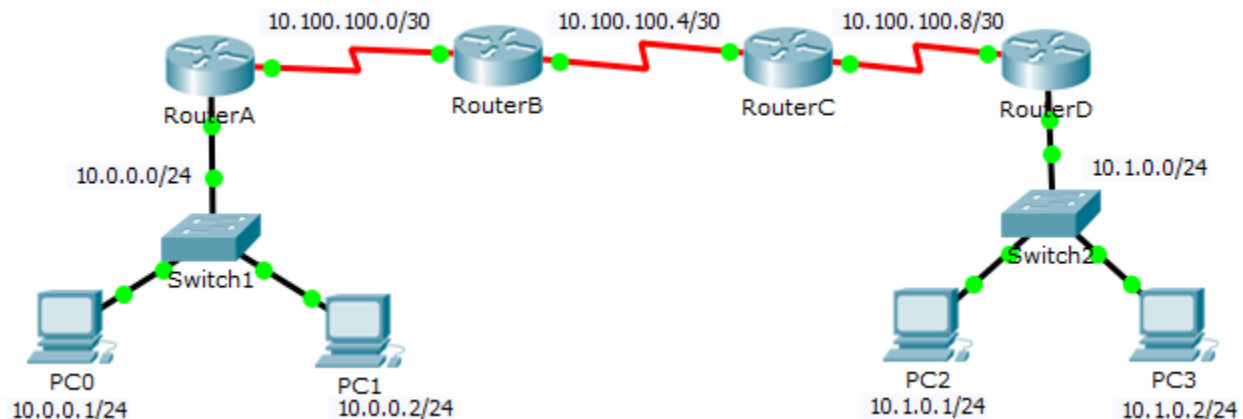 10.100.100.0/30
10.100.100.4/30
10.100.100.8/30
RouterA
RouterB
RouterC
RouterD
10.0.0.0/24
10.1.0.0/24
Switch1
Switch2
PC0
10.0.0.1/24
PC1
10.0.0.2/24
PC2
10.1.0.1/24
PC3
10.1.0.2/24